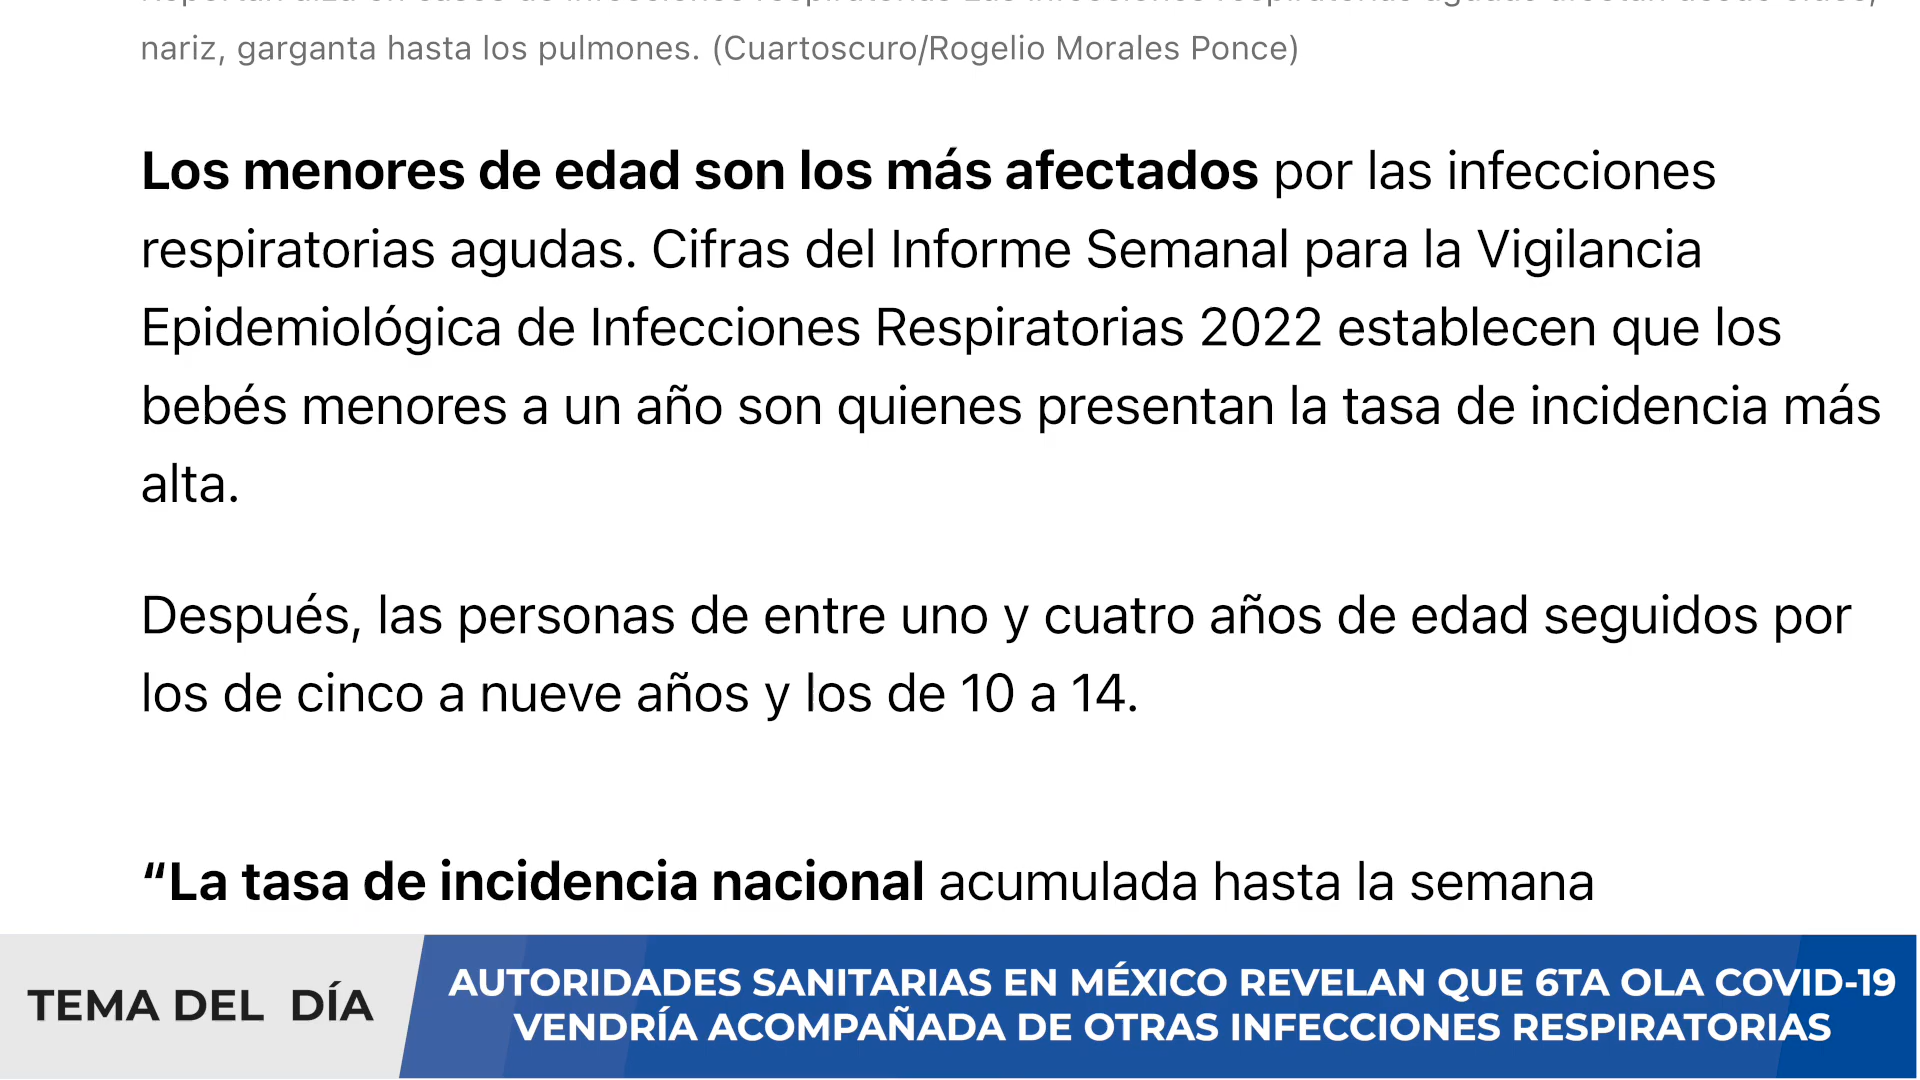 nariz, garganta hasta los pulmones. (Cuartoscuro/Rogelio Morales Ponce)
Los menores de edad son los más afectados por las infecciones
respiratorias agudas. Cifras del Informe Semanal para la Vigilancia
Epidemiológica de Infecciones Respiratorias 2022 establecen que los
bebés menores a un año son quienes presentan la tasa de incidencia más
alta.
Después, las personas de entre uno y cuatro años de edad seguidos por
los de cinco a nueve años y los de 10 a 14.
“La tasa de incidencia nacional acumulada hasta la semana
TEMA DEL DÍA
AUTORIDADES SANITARIAS EN MÉXICO REVELAN QUE 6TA OLA COVID-19
VENDRÍA ACOMPAÑADA DE OTRAS INFECCIONES RESPIRATORIAS